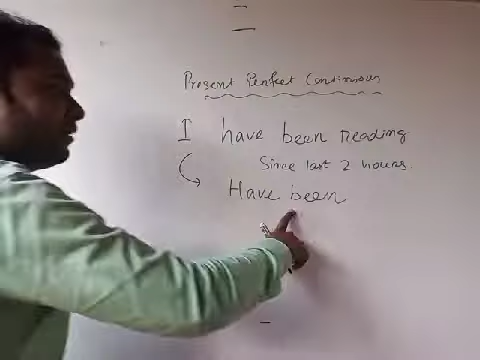 Present Perfect Continuous
I have been reading
Since last 2 hours.
Have been